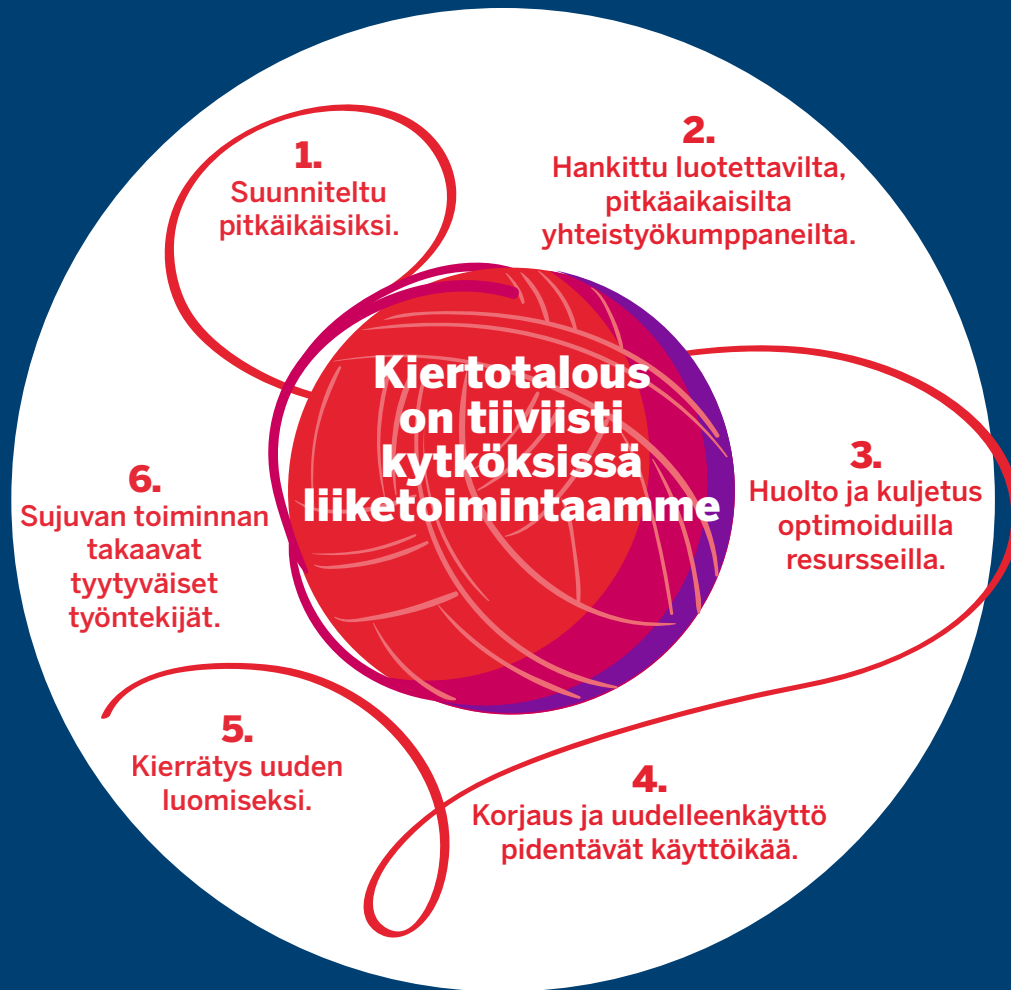 1.
Suunniteltu
pitkäikäisiksi.
2.
Hankittu luotettavilta,
pitkäaikaisilta
yhteistyökumppaneilta.
Kiertotalous
on tiiviisti
kytköksissä
liiketoimintaamme
3.
Huolto ja kuljetus
optimoiduilla
resursseilla.
4.
Korjaus ja uudelleenkäyttö
pidentävät käyttöikää.
5.
Kierrätys uuden
luomiseksi.
6.
Sujuvan toiminnan
takaavat
tyytyväiset
työntekijät.